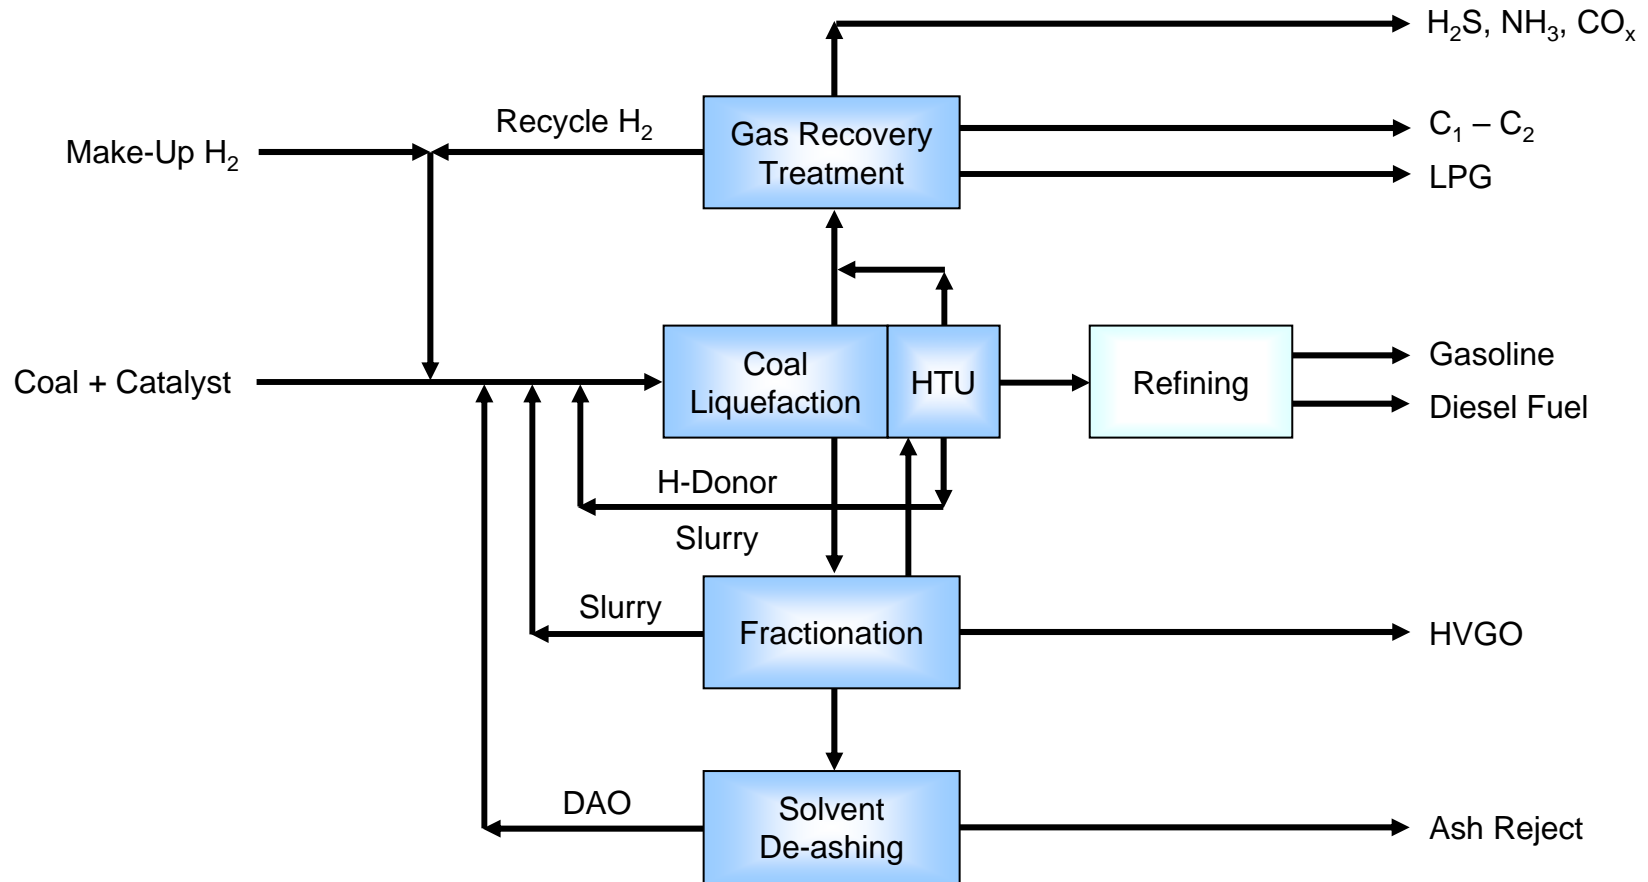 H₂S, NH₃, COₓ
Recycle H₂
Gas Recovery
Treatment
C₁ – C₂
Make-Up H₂
LPG
Coal + Catalyst
Coal
Liquefaction
HTU
Refining
Gasoline
Diesel Fuel
H-Donor
Slurry
Slurry
Fractionation
HVGO
DAO
Solvent
De-ashing
Ash Reject